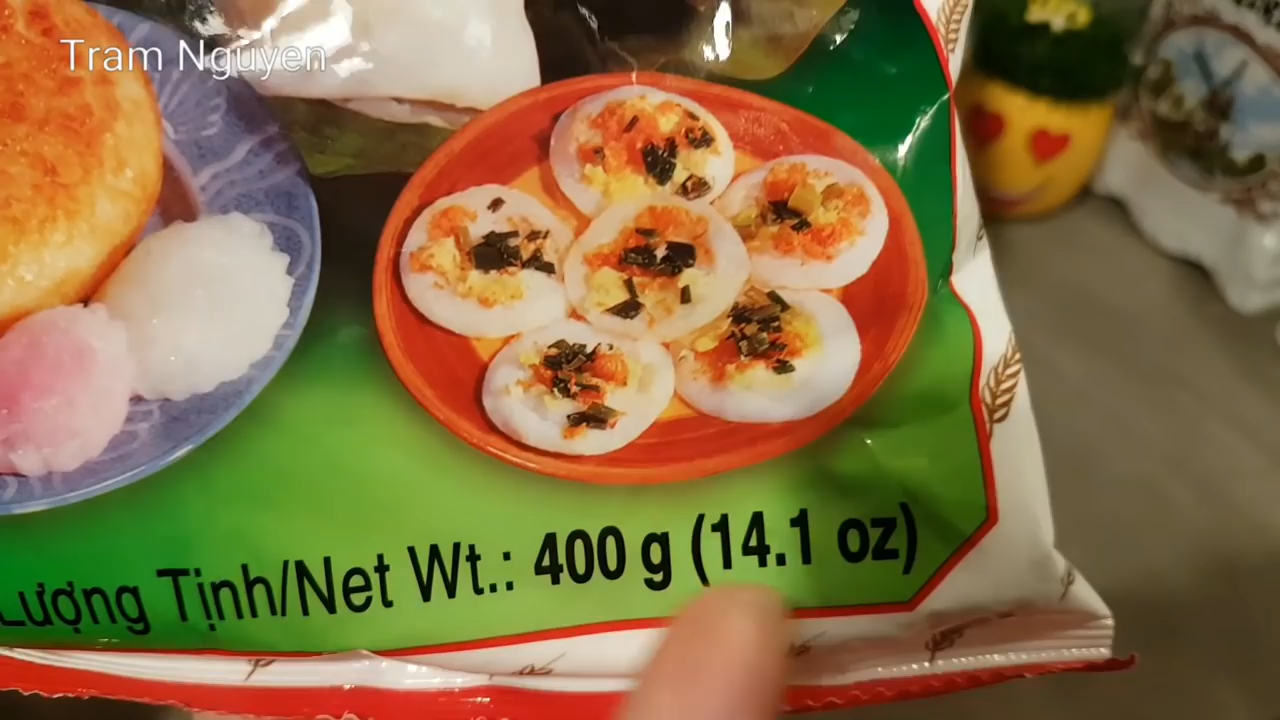 Tram Nguyen
Lượng Tịnh/Net Wt.: 400 g (14.1 oz)